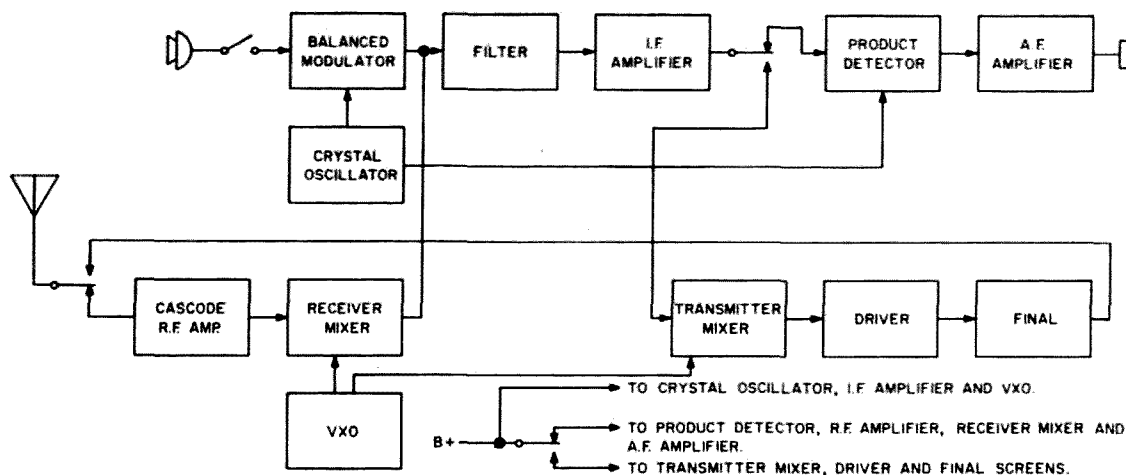 BALANCED
MODULATOR
FILTER
I.F.
AMPLIFIER
PRODUCT
DETECTOR
A.F.
AMPLIFIER
CRYSTAL
OSCILLATOR
CASCODE
R.F. AMP.
RECEIVER
MIXER
TRANSMITTER
MIXER
DRIVER
FINAL
VXO
TO CRYSTAL OSCILLATOR, I.F. AMPLIFIER AND VXO.
B+
TO PRODUCT DETECTOR, R.F. AMPLIFIER, RECEIVER MIXER AND
A.F. AMPLIFIER.
TO TRANSMITTER MIXER, DRIVER AND FINAL SCREENS.